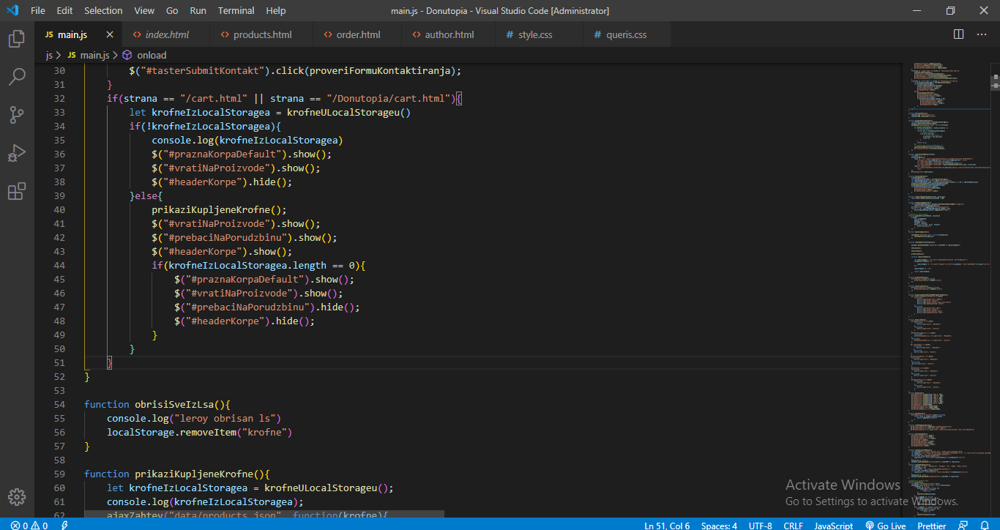 File Edit Selection View Go Run Terminal Help main.js - Donutopia - Visual Studio Code [Administrator]
JS main.js <> index.html <> products.html <> order.html <> author.html # style.css # queris.css
js > JS main.js > onload
30 $("#tasterSubmitKontakt").click(proveriFormuKontaktiranja);
31 }
32 if(strana == "/cart.html" || strana == "/Donutopia/cart.html"){
33 let krofneIzLocalStoragea = krofneULocalStorageu()
34 if(!krofneIzLocalStoragea){
35 console.log(krofneIzLocalStoragea)
36 $("#praznaKorpaDefault").show();
37 $("#vratiNaProizvode").show();
38 $("#headerKorpe").hide();
39 }else{
40 prikaziKupljeneKrofne();
41 $("#vratiNaProizvode").show();
42 $("#prebaciNaPorudzbinu").show();
43 $("#headerKorpe").show();
44 if(krofneIzLocalStoragea.length == 0){
45 $("#praznaKorpaDefault").show();
46 $("#vratiNaProizvode").show();
47 $("#prebaciNaPorudzbinu").hide();
48 $("#headerKorpe").hide();
49 }
50 }
51 }
52 }
53
54 function obrisiSveIzLsa(){
55 console.log("leroy obrisan ls")
56 localStorage.removeItem("krofne")
57 }
58
59 function prikaziKupljeneKrofne(){
60 let krofneIzLocalStoragea = krofneULocalStorageu();
61 console.log(krofneIzLocalStoragea);
62 ajaxZahtev("data/products.json", function(krofne){
Activate Windows
Go to Settings to activate Windows.
0 0 Ln 51, Col 6 Spaces: 4 UTF-8 CRLF JavaScript Go Live Prettier